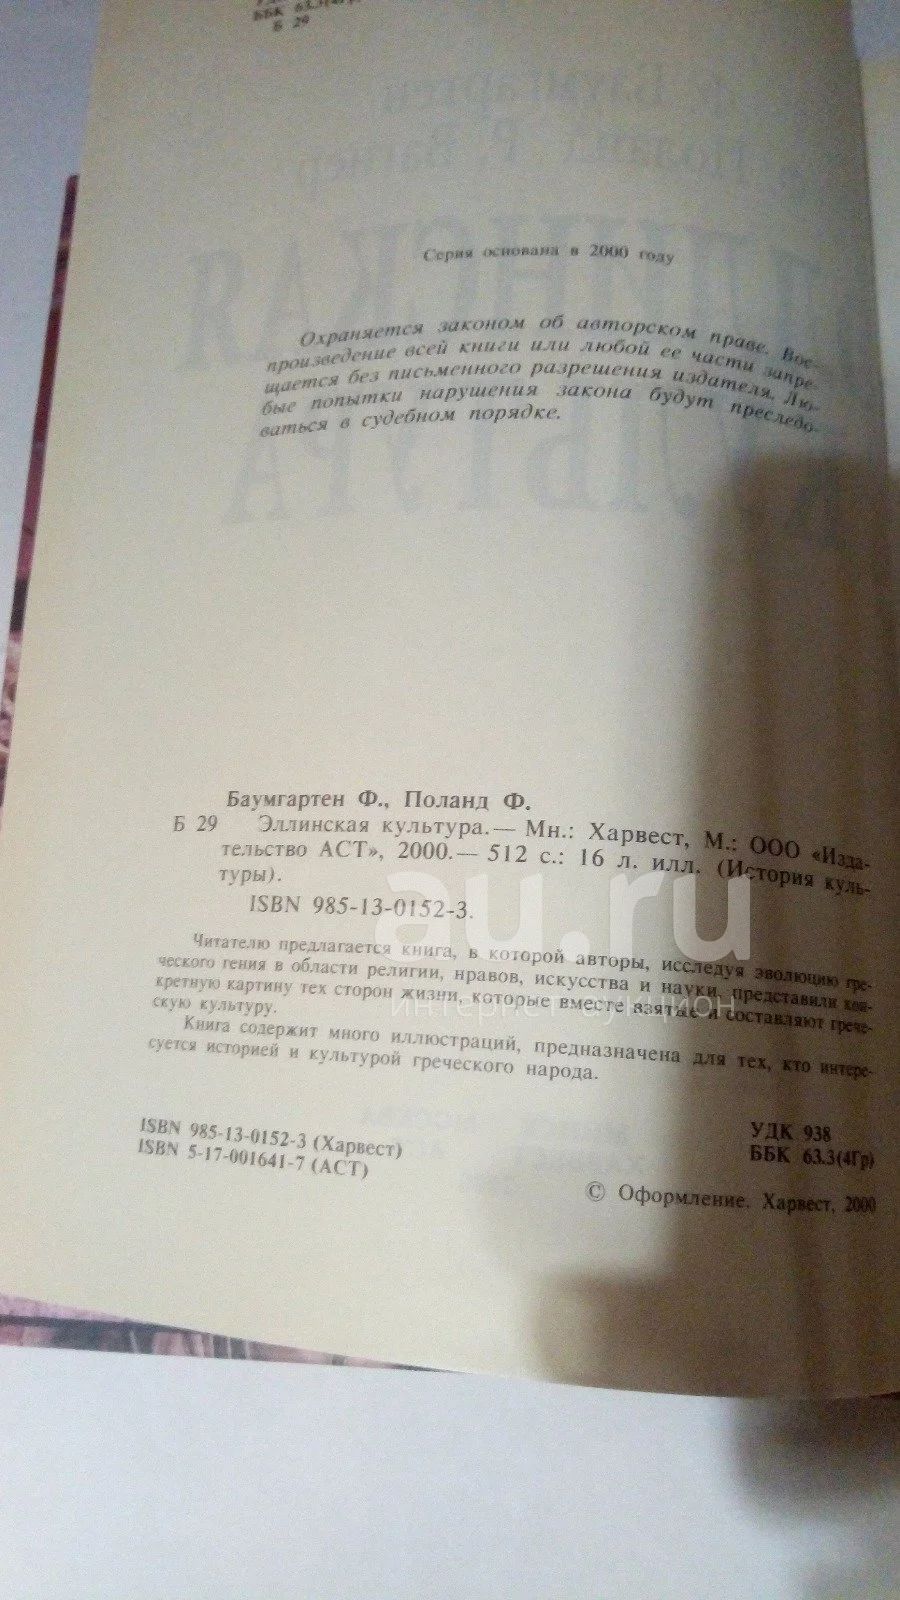 ББК 63.3(4Гр)
Б 29
Серия основана в 2000 году
Охраняется законом об авторском праве. Вос-
произведение всей книги или любой ее части запре-
щается без письменного разрешения издателя. Лю-
бые попытки нарушения закона будут преследо-
ваться в судебном порядке.
Баумгартен Ф., Поланд Ф.
Б 29 Эллинская культура.— Мн.: Харвест, М.: ООО «Изда-
тельство АСТ», 2000.— 512 с.: 16 л. илл. (История куль-
туры).
ISBN 985-13-0152-3.
Читателю предлагается книга, в которой авторы, исследуя эволюцию гре-
ческого гения в области религии, нравов, искусства и науки, представили кон-
кретную картину тех сторон жизни, которые вместе взятые и составляют грече-
скую культуру.
Книга содержит много иллюстраций, предназначена для тех, кто интере-
суется историей и культурой греческого народа.
УДК 938
ISBN 985-13-0152-3 (Харвест)
ББК 63.3(4Гр)
ISBN 5-17-001641-7 (АСТ)
© Оформление. Харвест, 2000
au.ru
интернет-аукцион